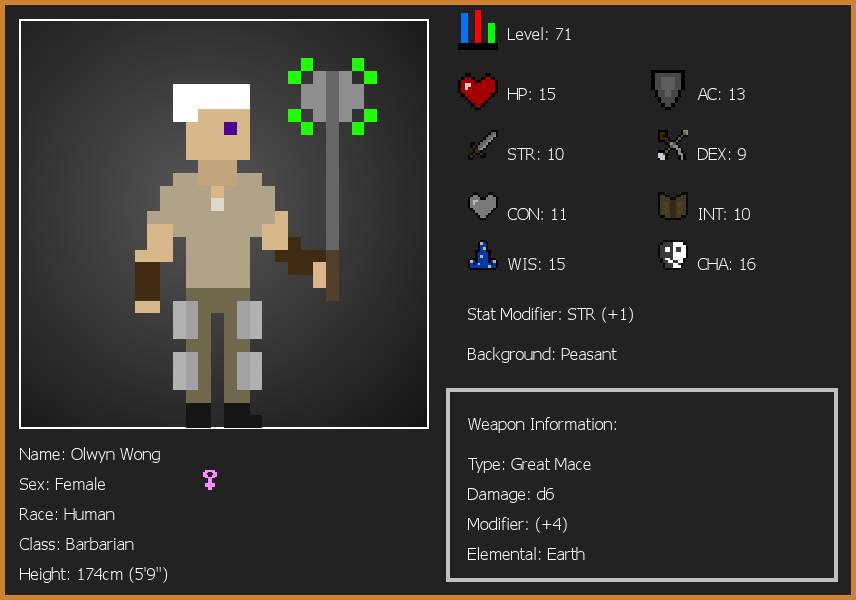 Level: 71
HP: 15
AC: 13
STR: 10
DEX: 9
CON: 11
INT: 10
WIS: 15
CHA: 16
Stat Modifier: STR (+1)
Background: Peasant
Weapon Information:
Type: Great Mace
Damage: d6
Modifier: (+4)
Elemental: Earth
Name: Olwyn Wong
Sex: Female
Race: Human
Class: Barbarian
Height: 174cm (5'9")